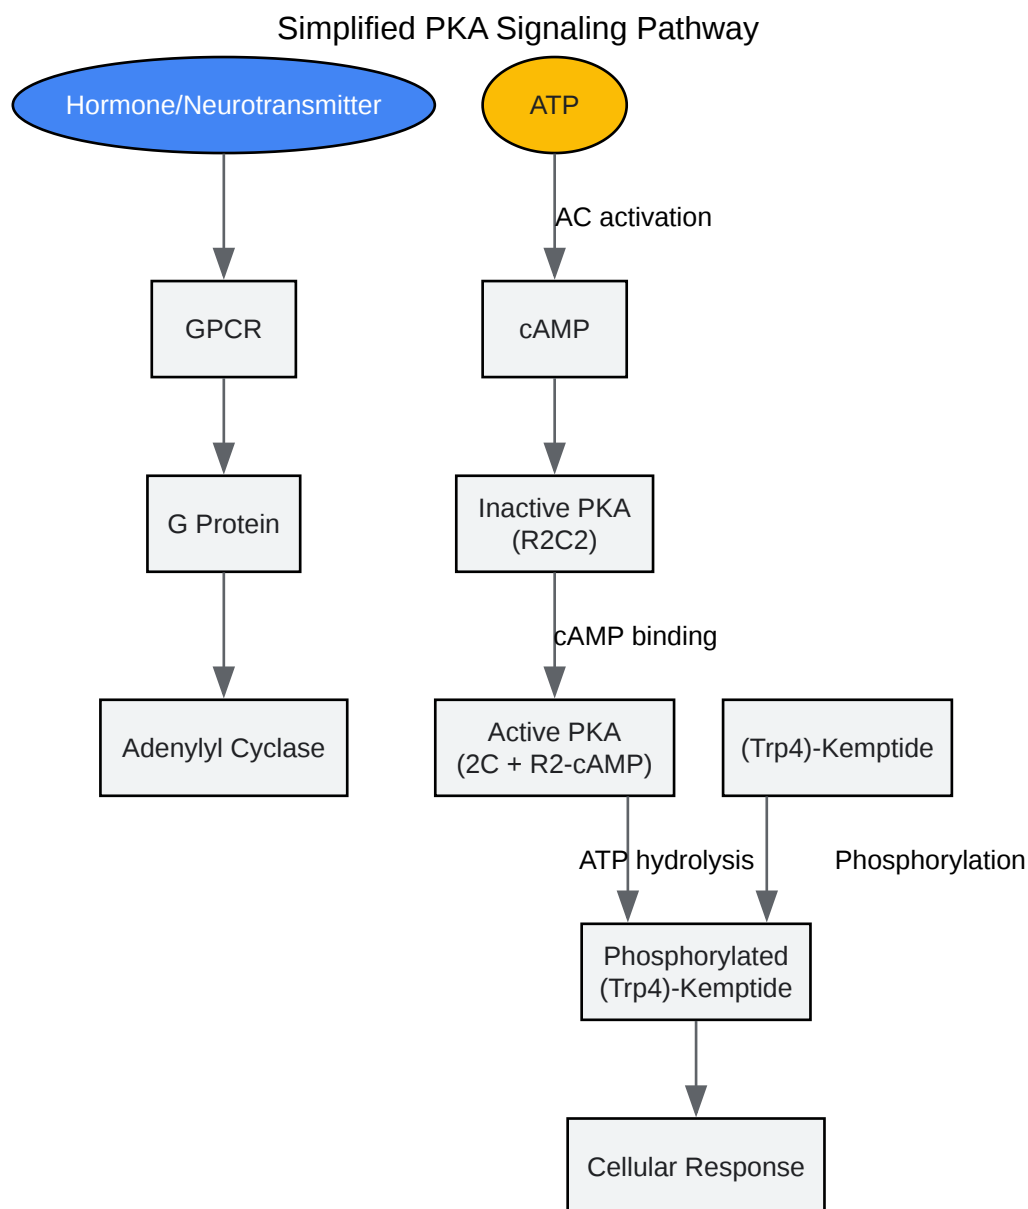 Simplified PKA Signaling Pathway
Hormone/Neurotransmitter
ATP
AC activation
GPCR
cAMP
G Protein
Inactive PKA
(R2C2)
cAMP binding
Adenylyl Cyclase
Active PKA
(2C + R2-cAMP)
(Trp4)-Kemptide
ATP hydrolysis
Phosphorylation
Phosphorylated
(Trp4)-Kemptide
Cellular Response